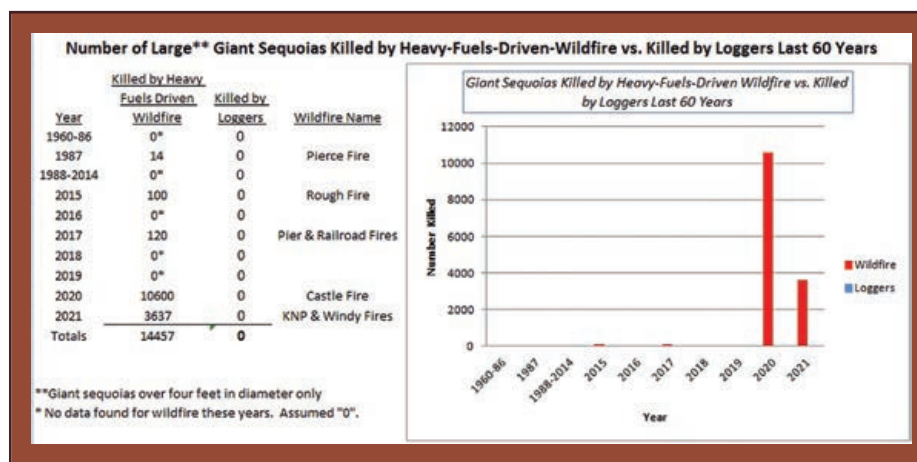 Number of Large** Giant Sequoias Killed by Heavy-Fuels-Driven-Wildfire vs. Killed by Loggers Last 60 Years
Killed by Heavy
Fuels Driven Killed by
Year Wildfire Loggers Wildfire Name
1960-86 0* 0
1987 14 0 Pierce Fire
1988-2014 0* 0
2015 100 0 Rough Fire
2016 0* 0
2017 120 0 Pier & Railroad Fires
2018 0* 0
2019 0* 0
2020 10600 0 Castle Fire
2021 3637 0 KNP & Windy Fires
Totals 14457 0
**Giant sequoias over four feet in diameter only
* No data found for wildfire these years. Assumed "0".
Giant Sequoias Killed by Heavy-Fuels-Driven Wildfire vs. Killed
by Loggers Last 60 Years
12000
10000
8000
6000
4000
2000
0
Number Killed
1960-86 1987 1988-2014 2015 2016 2017 2018 2019 2020 2021
Year
Wildfire
Loggers